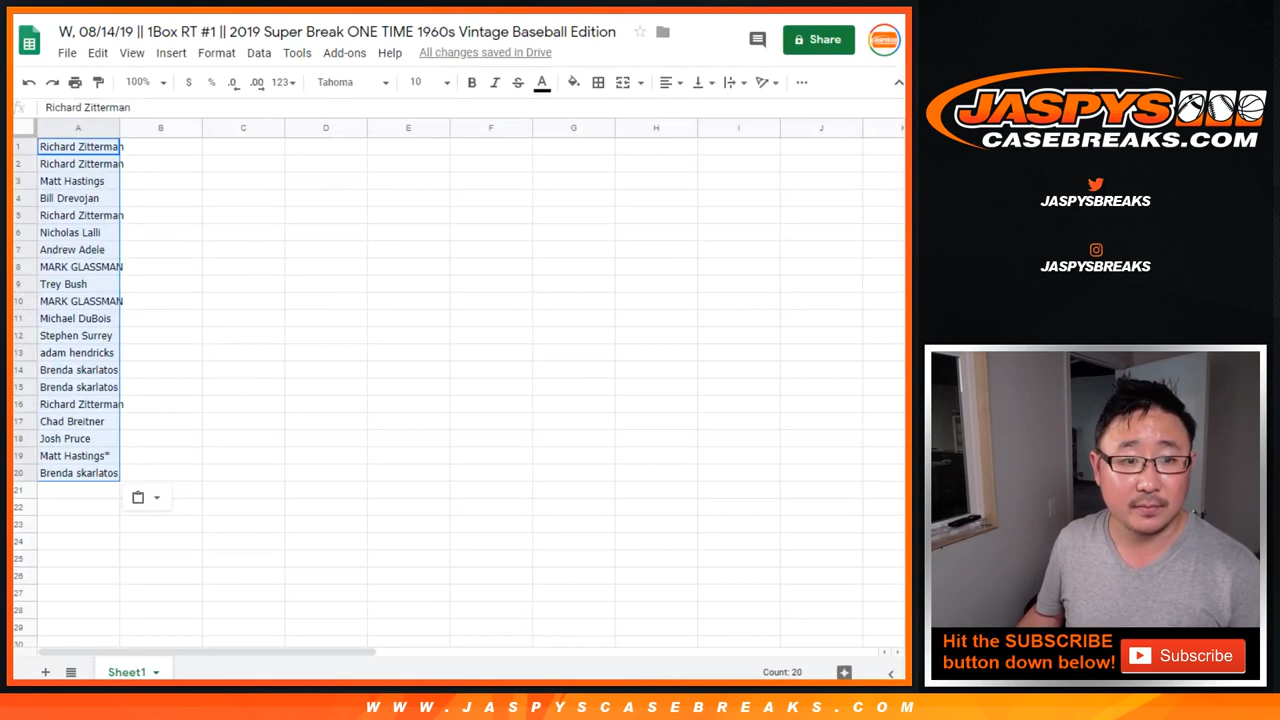 W, 08/14/19 || 1Box RT #1 || 2019 Super Break ONE TIME 1960s Vintage Baseball Edition
File Edit View Insert Format Data Tools Add-ons Help All changes saved in Drive
Share
100% $ % .0 .00 123 Tahoma 10 B I S A
fx Richard Zitterman
A B C D E F G H I J
1 Richard Zitterman
2 Richard Zitterman
3 Matt Hastings
4 Bill Drevojan
5 Richard Zitterman
6 Nicholas Lalli
7 Andrew Adele
8 MARK GLASSMAN
9 Trey Bush
10 MARK GLASSMAN
11 Michael DuBois
12 Stephen Surrey
13 adam hendricks
14 Brenda skarlatos
15 Brenda skarlatos
16 Richard Zitterman
17 Chad Breitner
18 Josh Pruce
19 Matt Hastings*
20 Brenda skarlatos
21
22
23
24
25
26
27
28
29
30
Sheet1
Count: 20
JASPYS
CASEBREAKS.COM
JASPYSBREAKS
JASPYSBREAKS
Hit the SUBSCRIBE
button down below!
Subscribe
WWW.JASPYSCASEBREAKS.COM